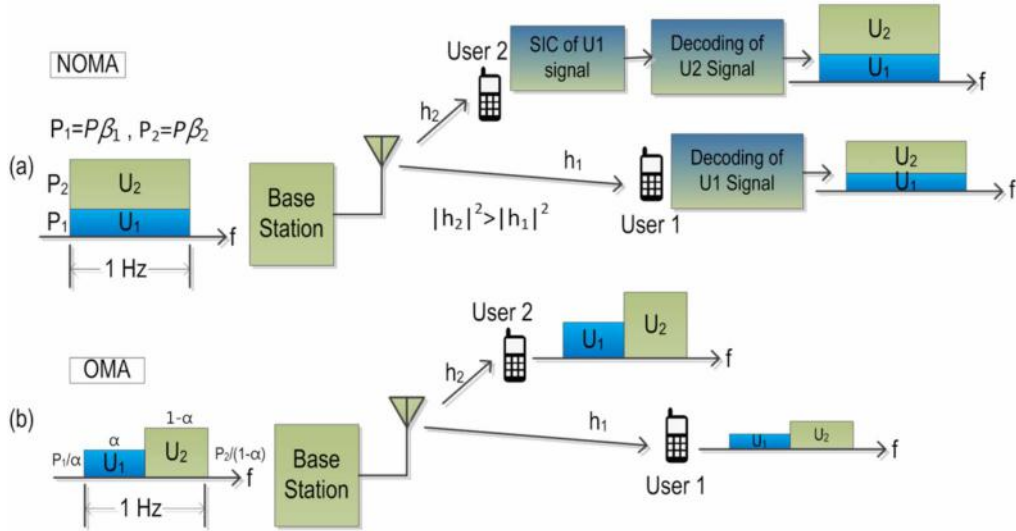 NOMA
P₁=Pβ₁ , P₂=Pβ₂
(a)
P₂
U₂
P₁
U₁
f
1 Hz
Base
Station
h₂
User 2
SIC of U1
signal
Decoding of
U2 Signal
U₂
U₁
f
h₁
|h₂|²>|h₁|²
User 1
Decoding of
U1 Signal
U₂
U₁
f
OMA
(b)
P₁/α
α
U₁
1-α
U₂
P₂/(1-α)
f
1 Hz
Base
Station
h₂
User 2
U₁
U₂
f
h₁
User 1
U₁
U₂
f